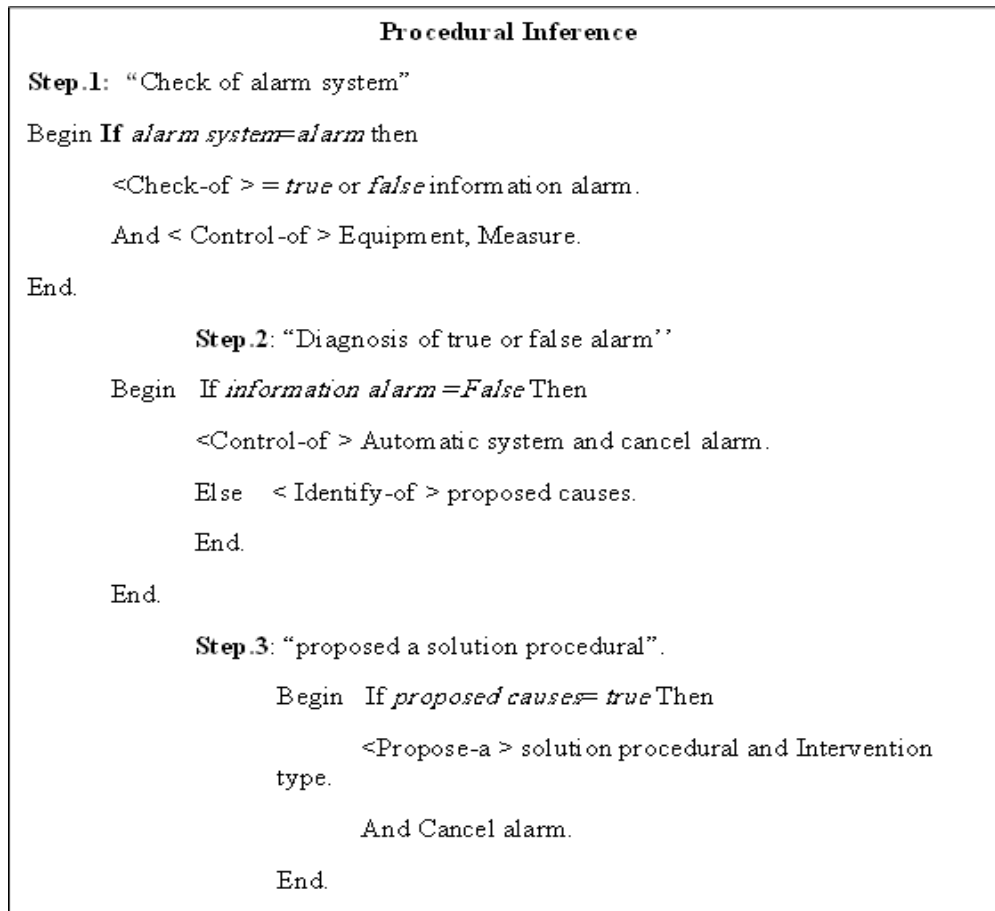 Procedural Inference
Step.1: “Check of alarm system”
Begin If alarm system=alarm then
<Check-of > = true or false information alarm.
And < Control-of > Equipment, Measure.
End.
Step.2: “Diagnosis of true or false alarm’’
Begin If information alarm =False Then
<Control-of > Automatic system and cancel alarm.
Else < Identify-of > proposed causes.
End.
End.
Step.3: “proposed a solution procedural”.
Begin If proposed causes= true Then
<Propose-a > solution procedural and Intervention
type.
And Cancel alarm.
End.